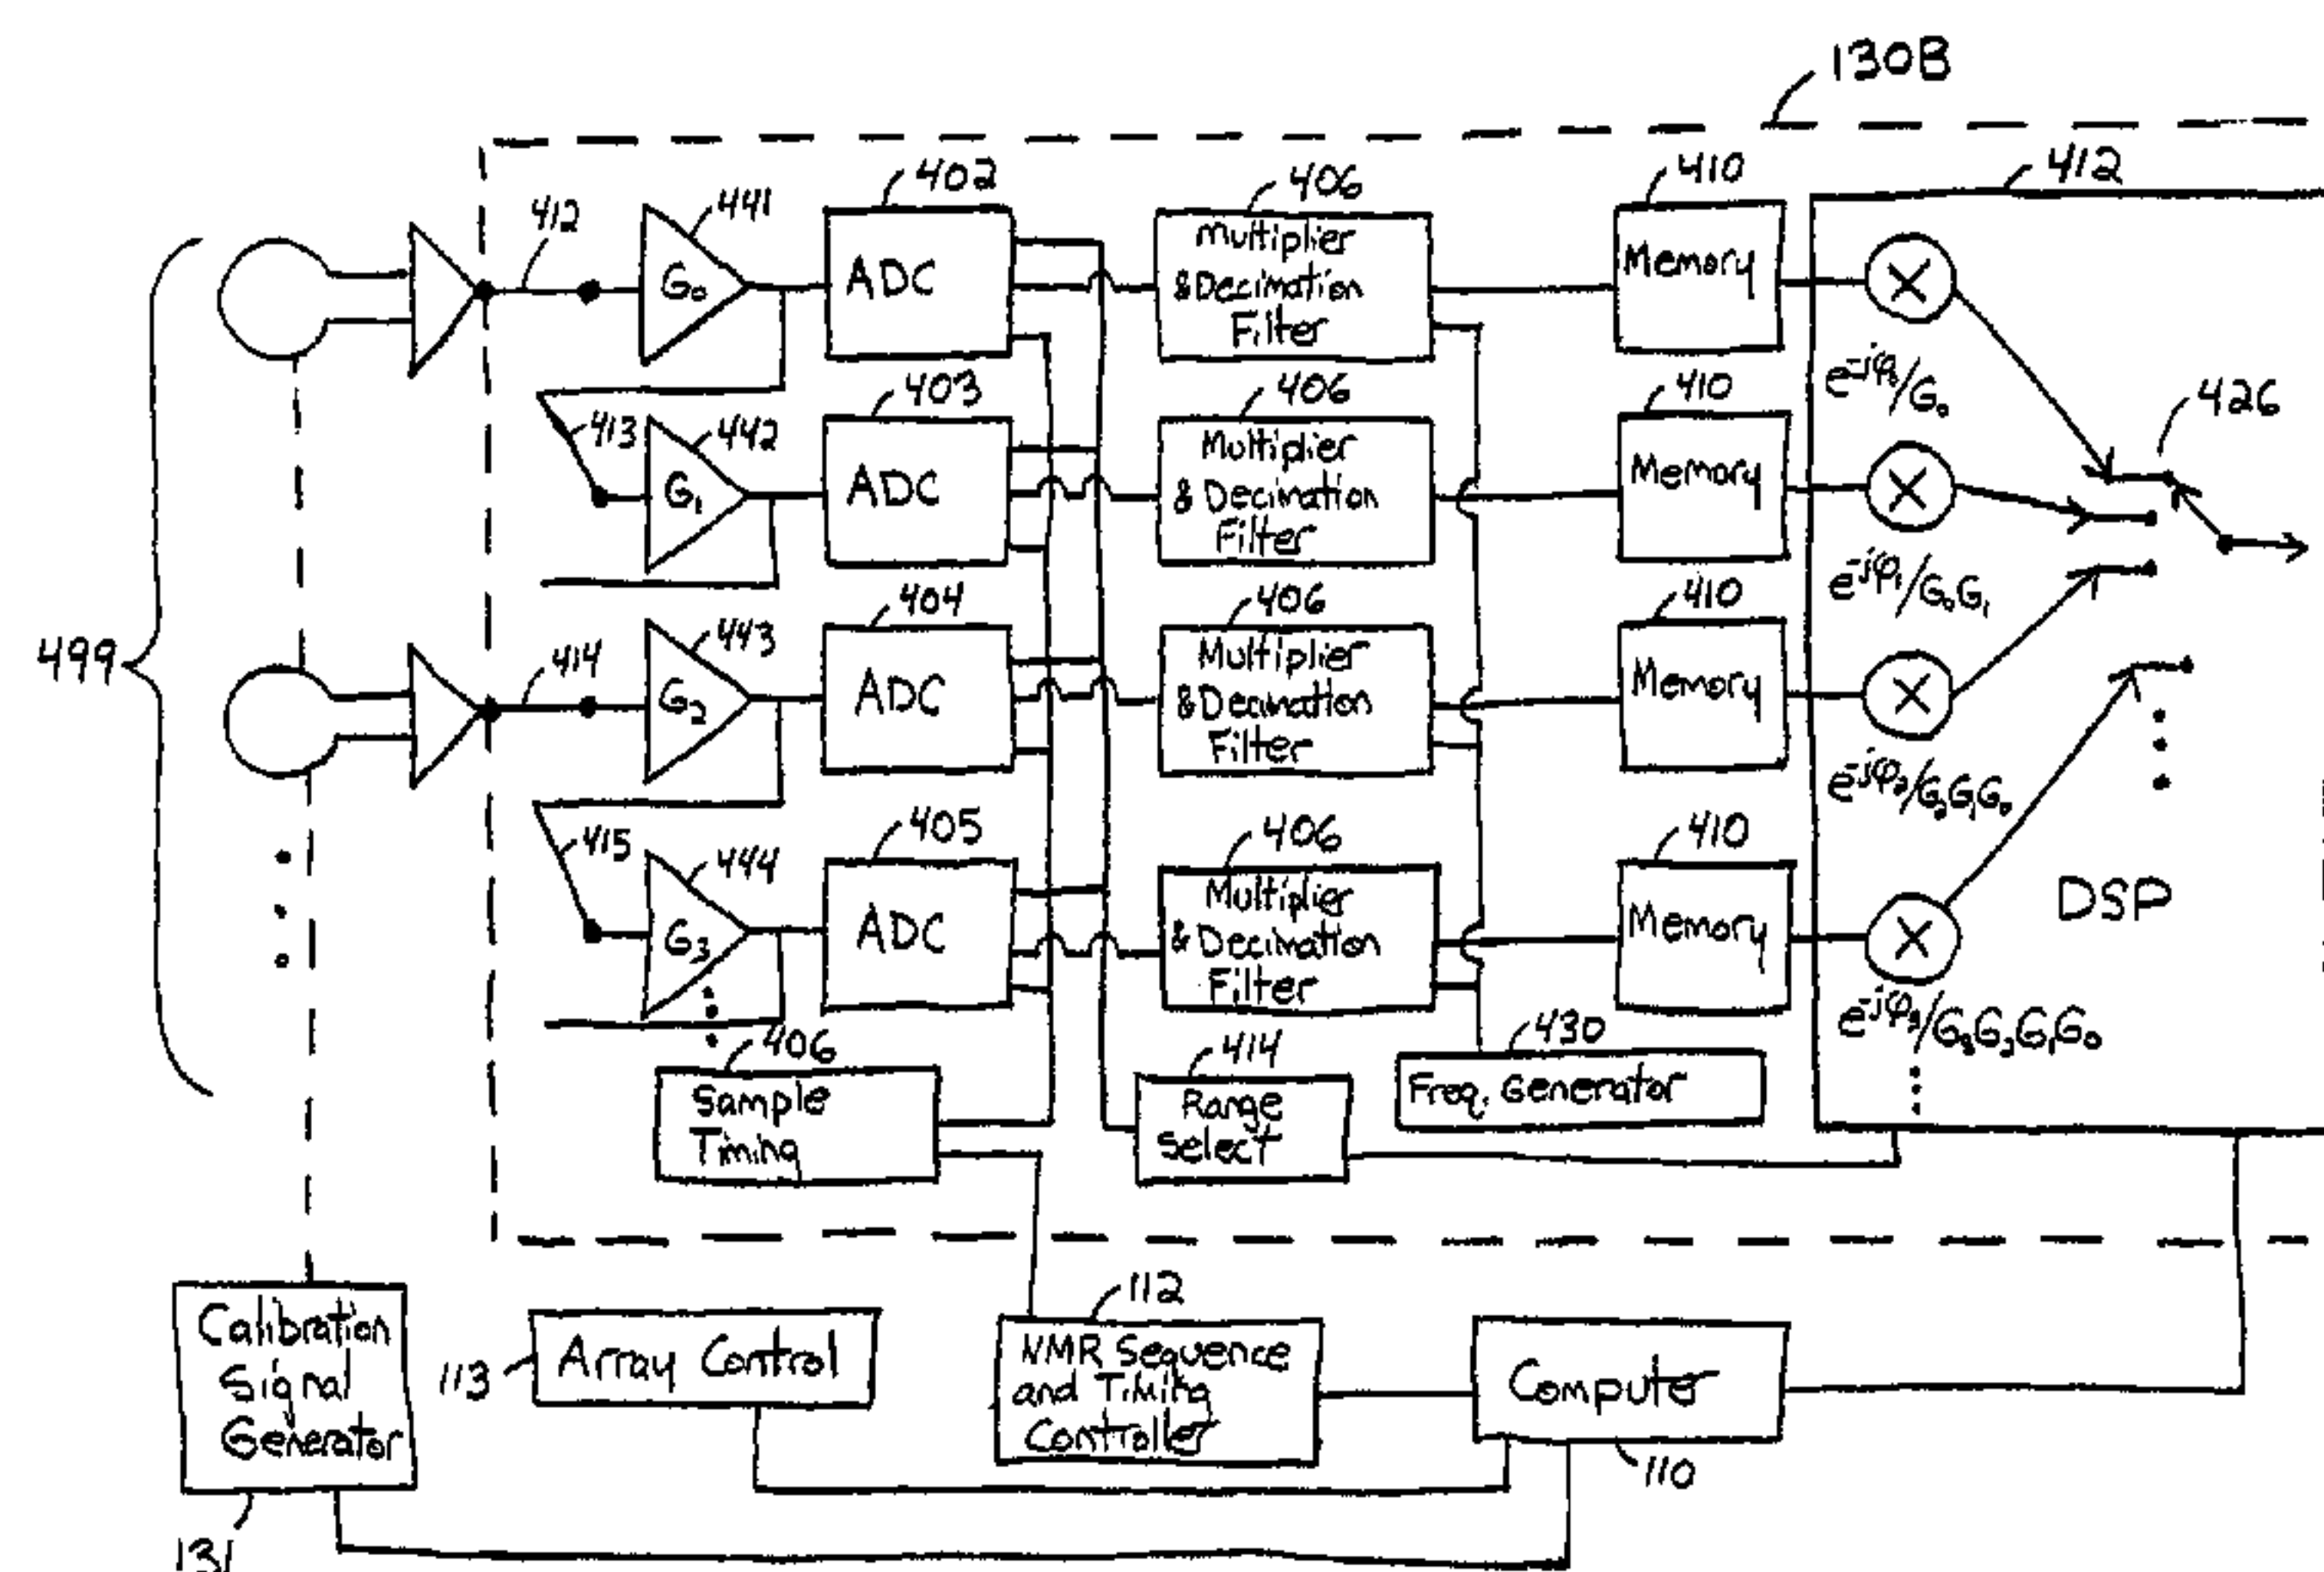 130B
412
402
406
410
441
412
G₀
ADC
Multiplier
& Decimation
Filter
Memory
e^-jφ₀/G₀
403
406
410
426
413
442
G₁
ADC
Multiplier
& Decimation
Filter
Memory
e^-jφ₁/G₀G₁
404
406
410
499
414
443
G₂
ADC
Multiplier
& Decimation
Filter
Memory
e^-jφ₂/G₂G₁G₀
405
406
410
415
444
G₃
ADC
Multiplier
& Decimation
Filter
Memory
DSP
e^-jφ₃/G₃G₂G₁G₀
406
Sample
Timing
414
Range
Select
430
Freq. Generator
Calibration
Signal
Generator
131
113
Array Control
112
NMR Sequence
and Timing
Controller
Computer
110